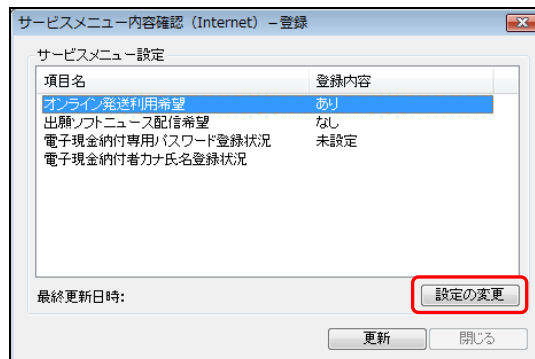 サービスメニュー内容確認（Internet）－登録
サービスメニュー設定
項目名 登録内容
オンライン発送利用希望 あり
出願ソフトニュース配信希望 なし
電子現金納付専用パスワード登録状況 未設定
電子現金納付者カナ氏名登録状況
最終更新日時: 設定の変更
更新 閉じる